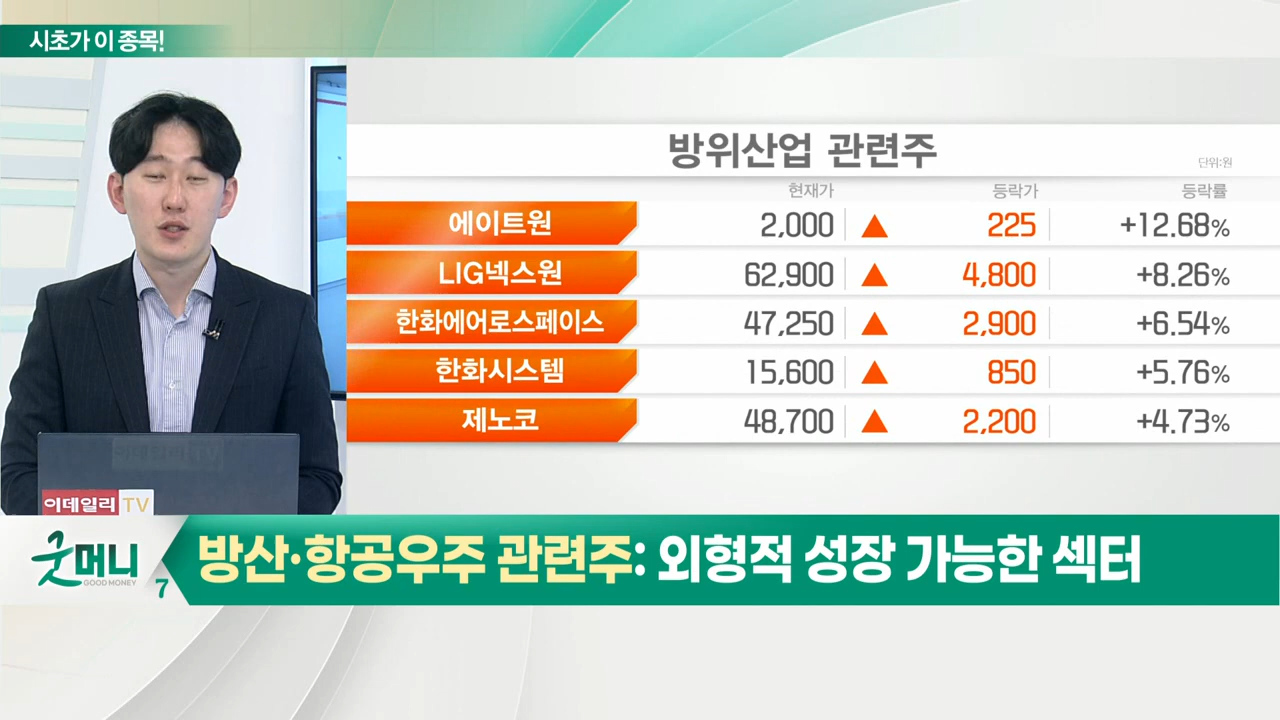 시초가 이 종목!
방위산업 관련주
단위:원
현재가 등락가 등락률
에이트원 2,000 ▲ 225 +12.68%
LIG넥스원 62,900 ▲ 4,800 +8.26%
한화에어로스페이스 47,250 ▲ 2,900 +6.54%
한화시스템 15,600 ▲ 850 +5.76%
제노코 48,700 ▲ 2,200 +4.73%
이데일리TV
이데일리 TV
굿머니
GOOD MONEY
7
방산·항공우주 관련주: 외형적 성장 가능한 섹터